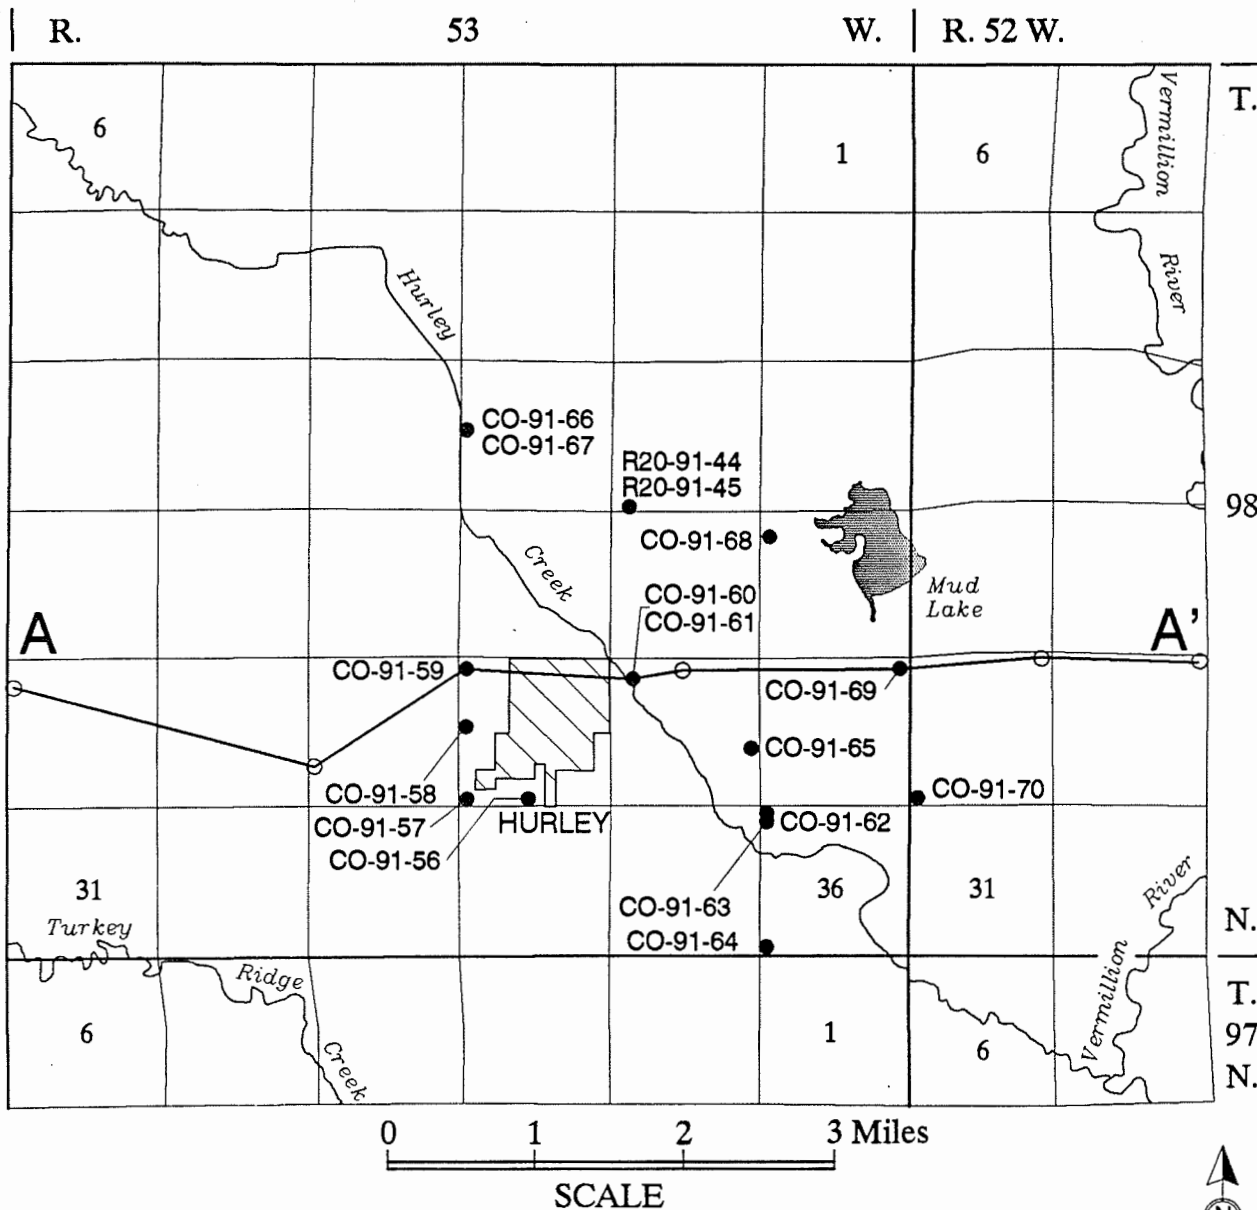 R. 53 W. R. 52 W.
T.
6
1
6
Vermillion
River
Hurley
CO-91-66
CO-91-67
R20-91-44
R20-91-45
98
CO-91-68
Creek
CO-91-60
CO-91-61
Mud
Lake
A
A'
CO-91-59
CO-91-69
CO-91-65
CO-91-58
CO-91-70
CO-91-57
HURLEY
CO-91-62
CO-91-56
31
36
31
River
Turkey
CO-91-63
N.
CO-91-64
Ridge
Vermillion
T.
6
1
6
97
Creek
N.
0 1 2 3 Miles
SCALE
N